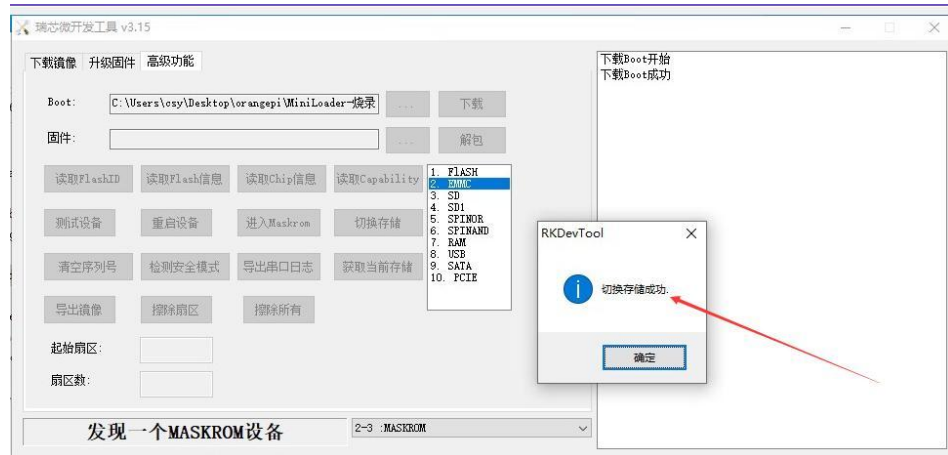 瑞芯微开发工具 v3.15
下载镜像 升级固件 高级功能
Boot: C:\Users\csy\Desktop\orangepi\MiniLoader-烧录 ... 下载
固件: ... 解包
读取FlashID 读取Flash信息 读取Chip信息 读取Capability
测试设备 重启设备 进入Maskrom 切换存储
清空序列号 检测安全模式 导出串口日志 获取当前存储
导出镜像 擦除扇区 擦除所有
1. FlASH
2. EMMC
3. SD
4. SD1
5. SPINOR
6. SPINAND
7. RAM
8. USB
9. SATA
10. PCIE
起始扇区:
扇区数:
发现一个MASKROM设备 2-3 :MASKROM
下载Boot开始
下载Boot成功
RKDevTool
切换存储成功.
确定